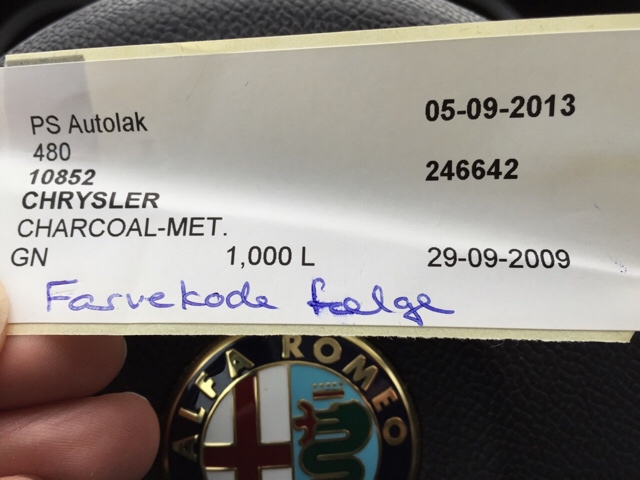 PS Autolak 05-09-2013
480
10852 246642
CHRYSLER
CHARCOAL-MET.
GN 1,000 L 29-09-2009
Farvekode fælge
ALFA ROMEO